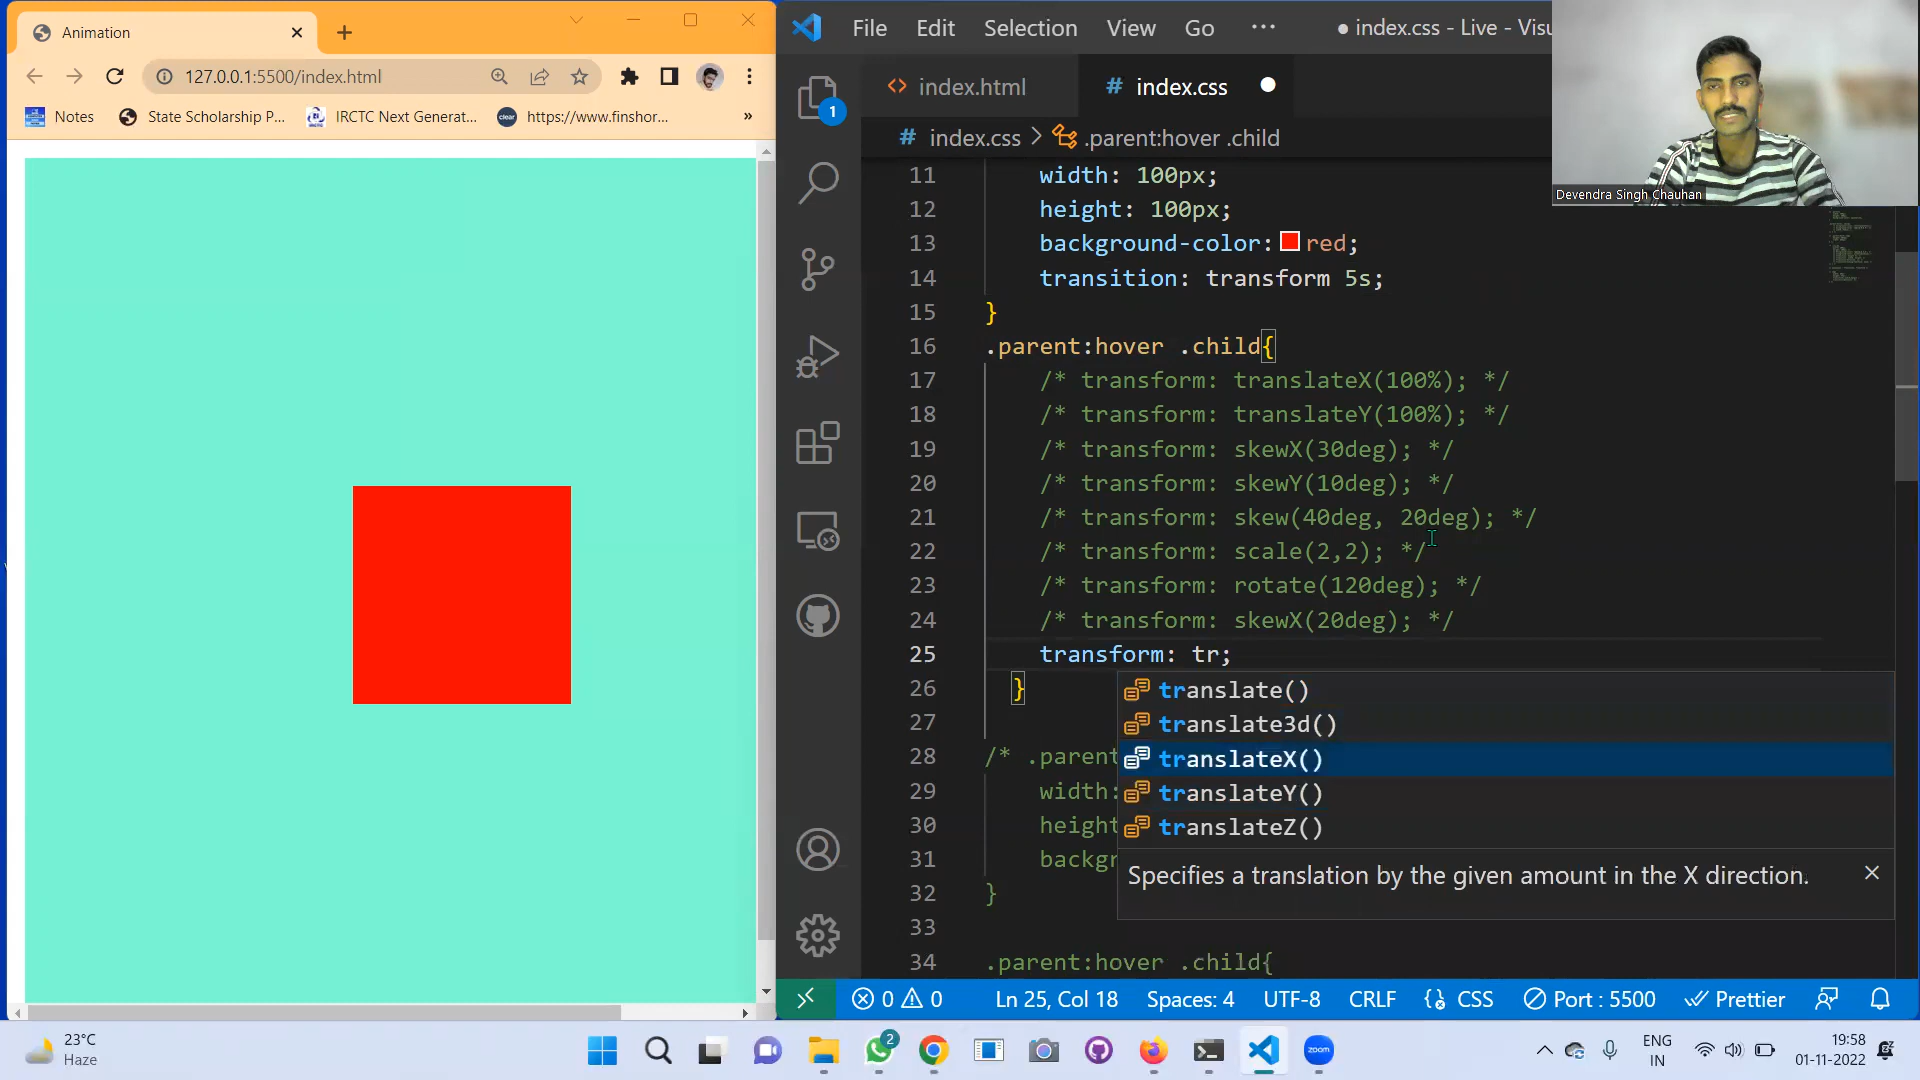 Animation
127.0.0.1:5500/index.html
Notes
State Scholarship P...
IRCTC Next Generat...
clear
https://www.finshor...
»
File Edit Selection View Go ···
● index.css - Live - Visu
Devendra Singh Chauhan
1
<> index.html
# index.css
# index.css > .parent:hover .child
11 width: 100px;
12 height: 100px;
13 background-color: red;
14 transition: transform 5s;
15 }
16 .parent:hover .child{
17 /* transform: translateX(100%); */
18 /* transform: translateY(100%); */
19 /* transform: skewX(30deg); */
20 /* transform: skewY(10deg); */
21 /* transform: skew(40deg, 20deg); */
22 /* transform: scale(2,2); */
23 /* transform: rotate(120deg); */
24 /* transform: skewX(20deg); */
25 transform: tr;
26 }
translate()
27
translate3d()
28 /* .parent
translateX()
29 width:
translateY()
30 height
translateZ()
31 backgr
Specifies a translation by the given amount in the X direction.
32 }
33
34 .parent:hover .child{
0 0 Ln 25, Col 18 Spaces: 4 UTF-8 CRLF CSS Port : 5500 Prettier
23°C
Haze
2
zoom
ENG
IN
19:58
01-11-2022